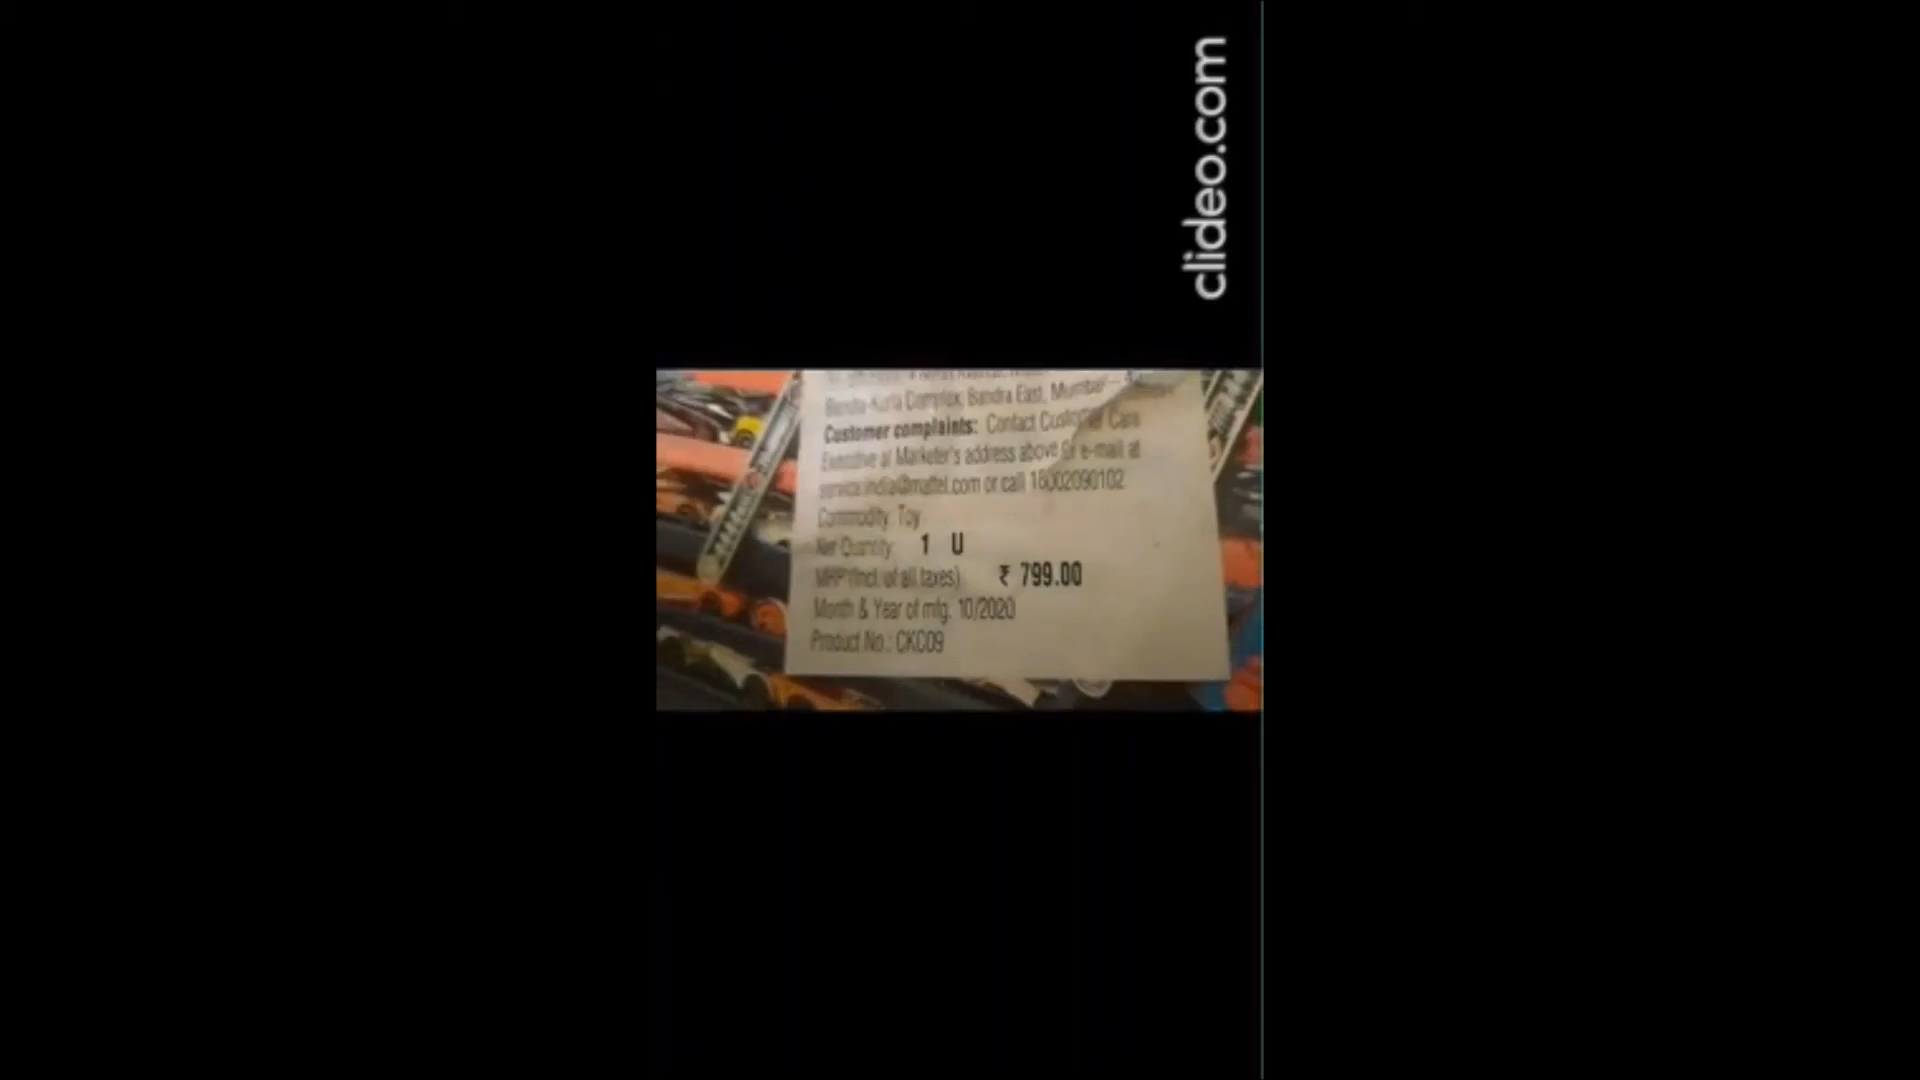 Bandra-Kurla Complex, Bandra East, Mumbai
Customer complaints: Contact Customer Care
Executive at Marketer's address above or e-mail at
service.india@mattel.com or call 18002090102
Commodity: Toy
Net Quantity: 1 U
MRP (Incl. of all taxes) ₹ 799.00
Month & Year of mfg. 10/2020
Product No.: CKC09
clideo.com